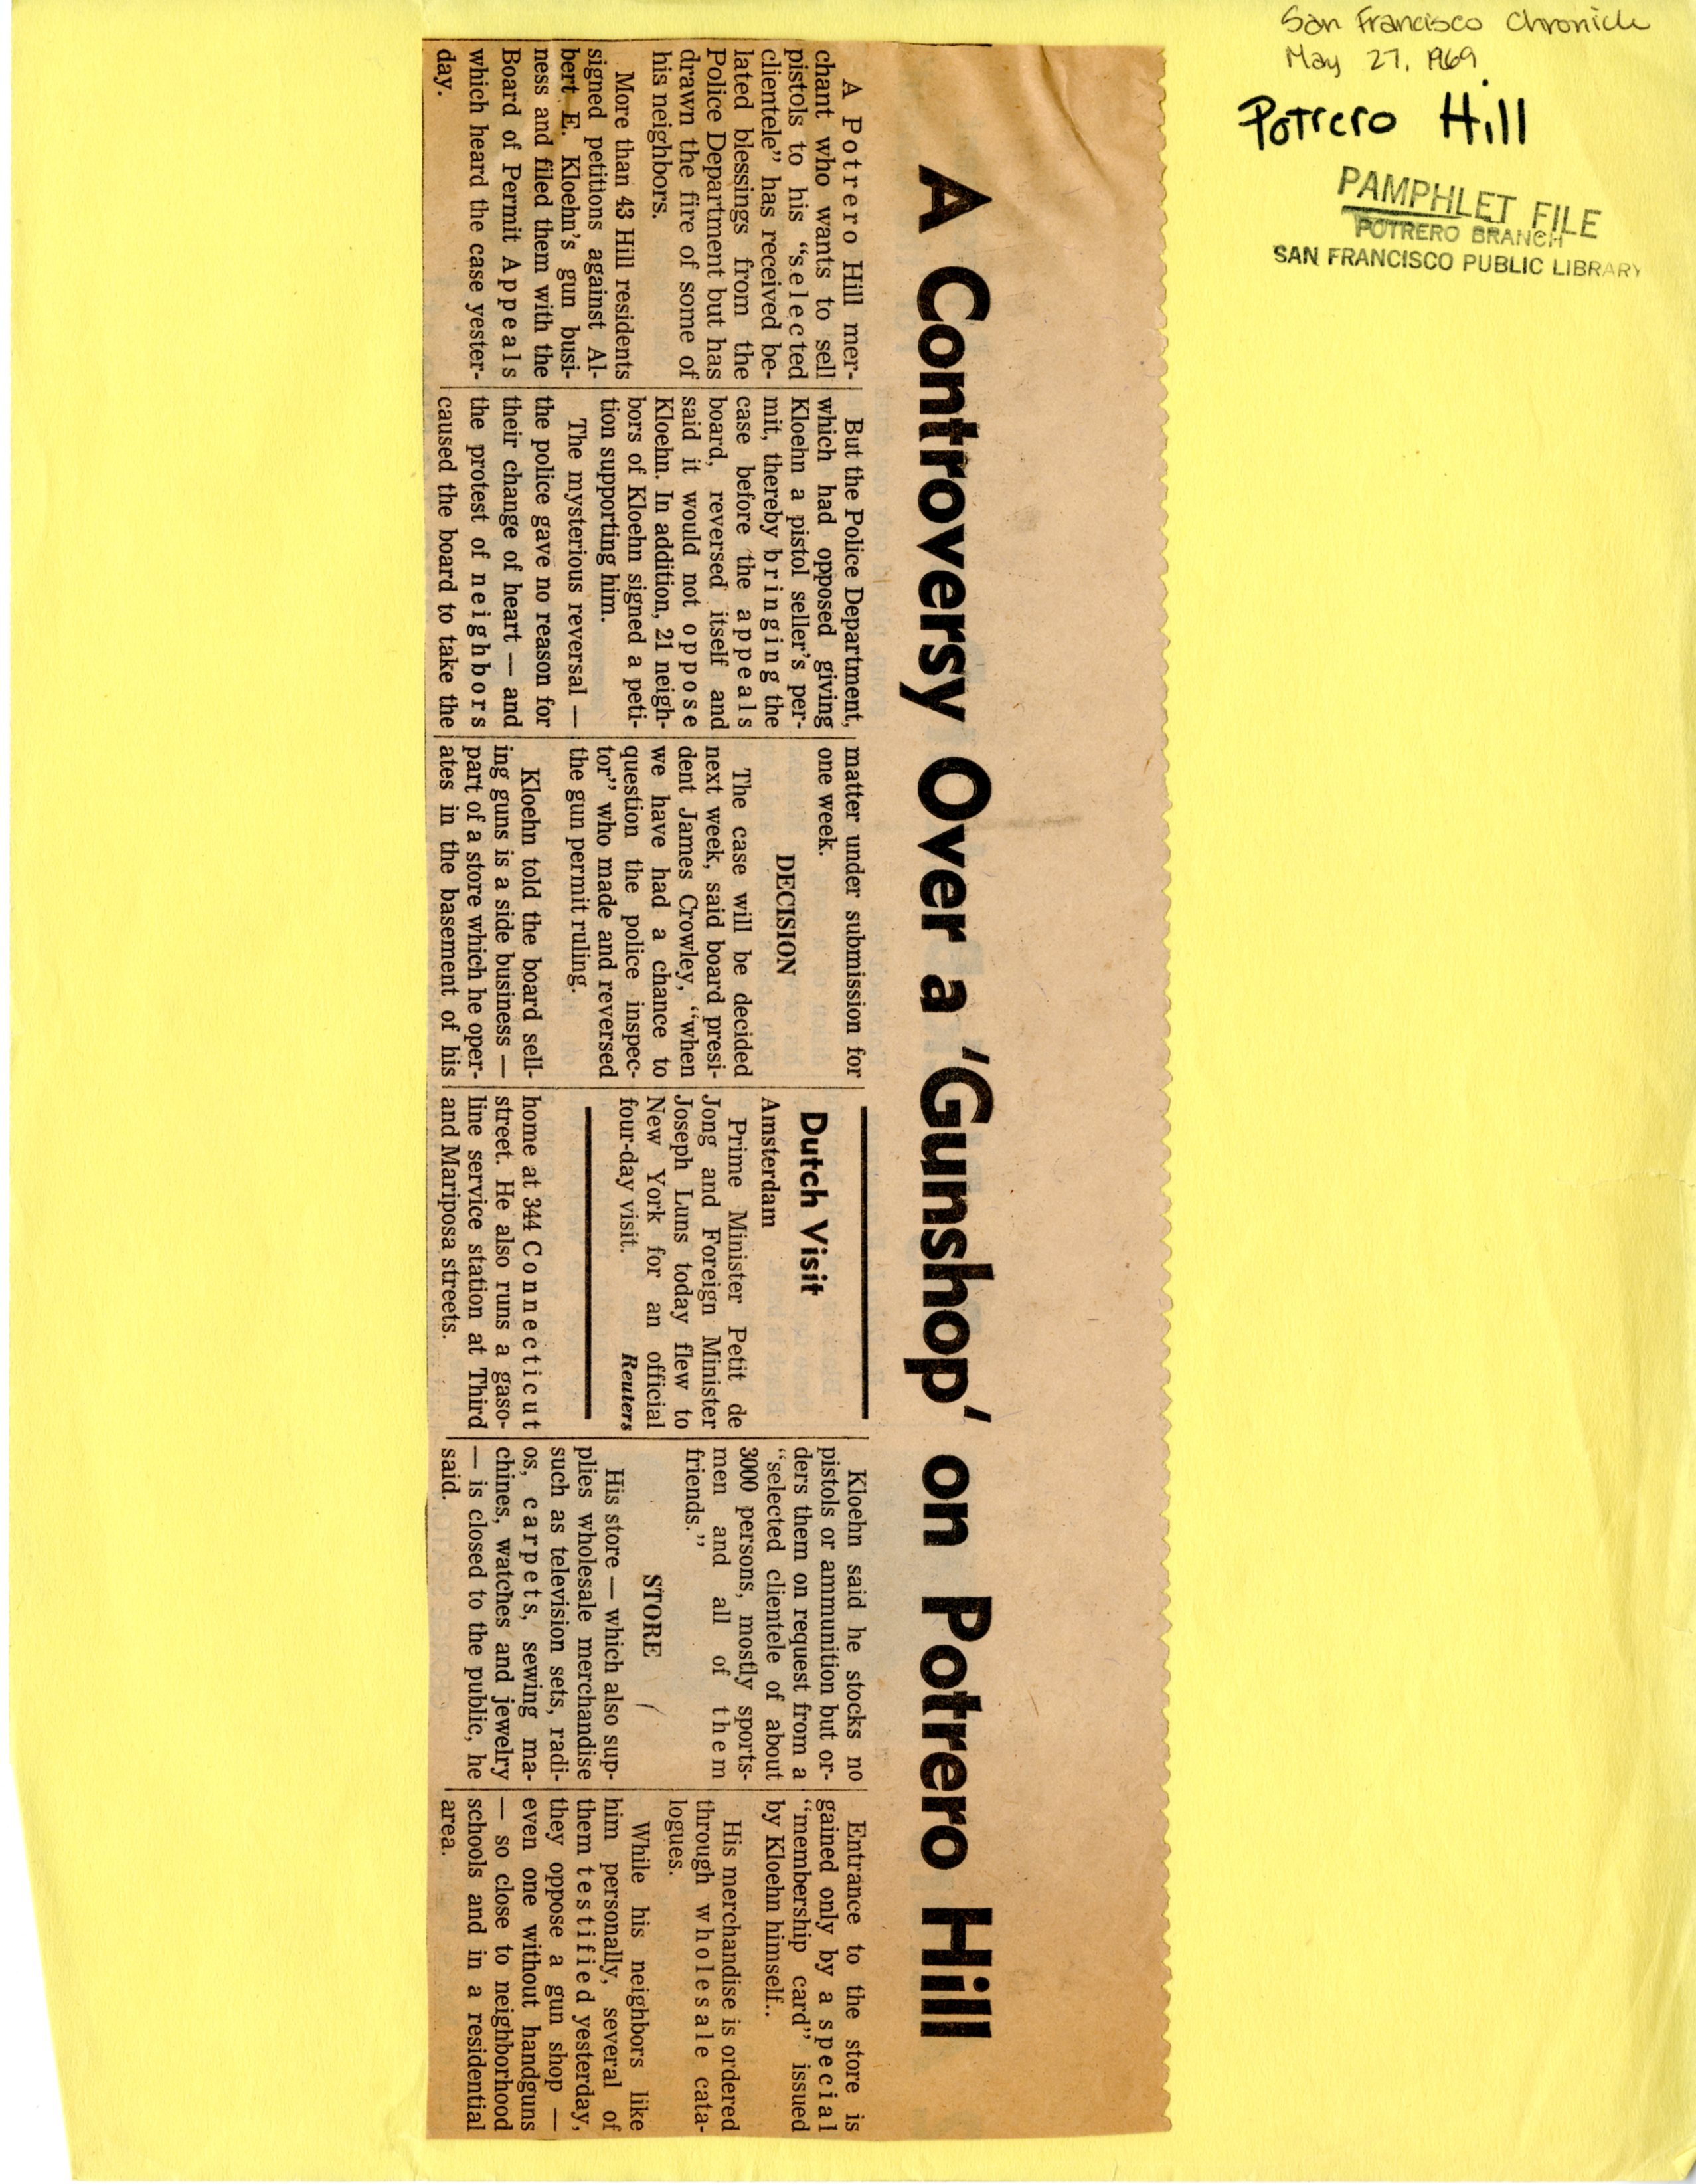 San Francisco Chronicle
May 27, 1969
Potrero Hill
PAMPHLET FILE
POTRERO BRANCH
SAN FRANCISCO PUBLIC LIBRARY
A Controversy Over a 'Gunshop' on Potrero Hill
A Potrero Hill mer-
chant who wants to sell
pistols to his "selected
clientele" has received be-
lated blessings from the
Police Department but has
drawn the fire of some of
his neighbors.
More than 43 Hill residents
signed petitions against Al-
bert E. Kloehn's gun busi-
ness and filed them with the
Board of Permit Appeals
which heard the case yester-
day.
But the Police Department,
which had opposed giving
Kloehn a pistol seller's per-
mit, thereby bringing the
case before the appeals
board, reversed itself and
said it would not oppose
Kloehn. In addition, 21 neigh-
bors of Kloehn signed a peti-
tion supporting him.
The mysterious reversal —
the police gave no reason for
their change of heart — and
the protest of neighbors
caused the board to take the
matter under submission for
one week.
DECISION
The case will be decided
next week, said board presi-
dent James Crowley, "when
we have had a chance to
question the police inspec-
tor" who made and reversed
the gun permit ruling.
Kloehn told the board sell-
ing guns is a side business —
part of a store which he oper-
ates in the basement of his
Dutch Visit
Amsterdam
Prime Minister Petit de
Jong and Foreign Minister
Joseph Luns today flew to
New York for an official
four-day visit. Reuters
home at 344 Connecticut
street. He also runs a gaso-
line service station at Third
and Mariposa streets.
Kloehn said he stocks no
pistols or ammunition but or-
ders them on request from a
"selected clientele of about
3000 persons, mostly sports-
men and all of them
friends."
STORE
His store — which also sup-
plies wholesale merchandise
such as television sets, radi-
os, carpets, sewing ma-
chines, watches and jewelry
— is closed to the public, he
said.
Entrance to the store is
gained only by a special
"membership card" issued
by Kloehn himself..
His merchandise is ordered
through wholesale cata-
logues.
While his neighbors like
him personally, several of
them testified yesterday,
they oppose a gun shop —
even one without handguns
— so close to neighborhood
schools and in a residential
area.